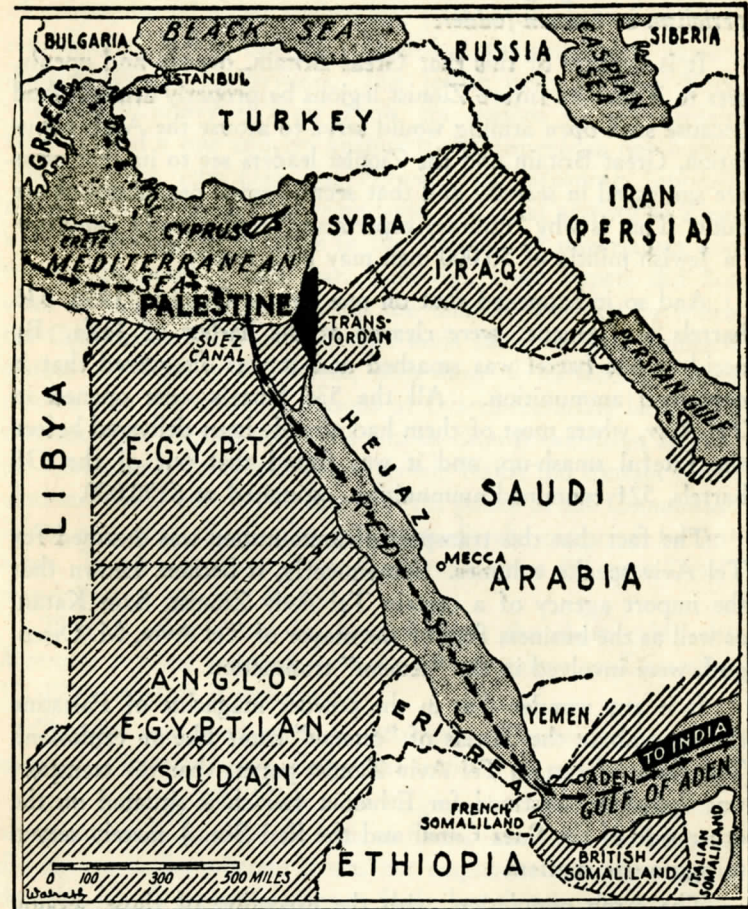 BLACK SEA
BULGARIA
RUSSIA
CASPIAN SEA
SIBERIA
ISTANBUL
GREECE
TURKEY
IRAN
(PERSIA)
SYRIA
CYPRUS
CRETE
MEDITERRANEAN
SEA
IRAQ
PALESTINE
TRANS-
JORDAN
SUEZ
CANAL
PERSIAN GULF
LIBYA
EGYPT
HEJAZ
SAUDI
ARABIA
RED SEA
MECCA
ANGLO-
EGYPTIAN
SUDAN
ERITREA
YEMEN
TO INDIA
ADEN
GULF OF ADEN
FRENCH
SOMALILAND
ETHIOPIA
BRITISH
SOMALILAND
ITALIAN
SOMALILAND
0 100 300 500 MILES